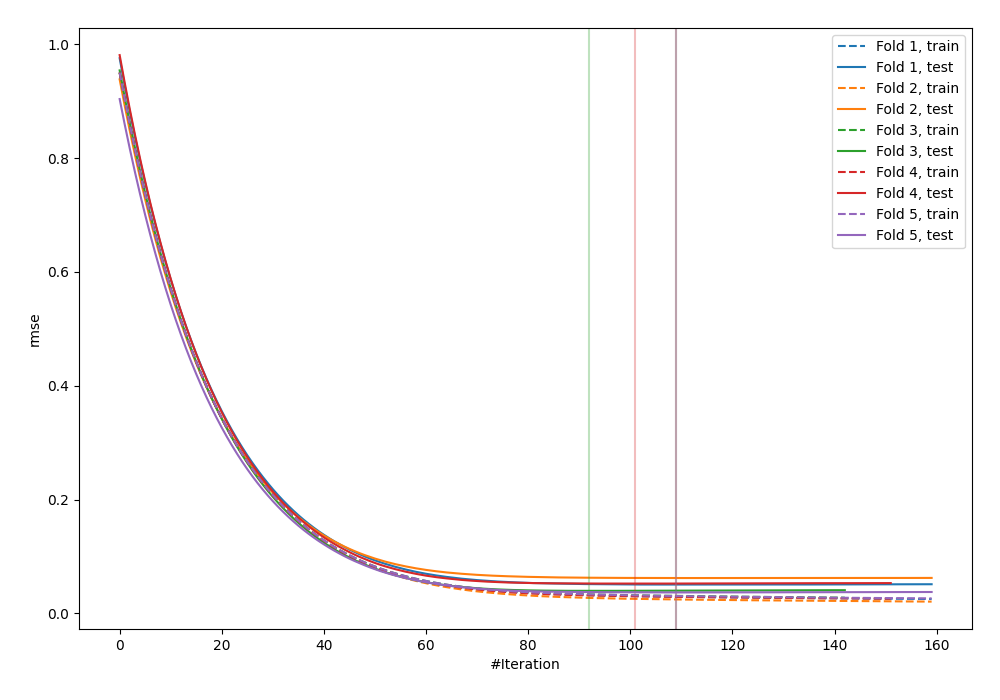 1.0
0.8
0.6
0.4
0.2
0.0
rmse
0
20
40
60
80
100
120
140
160
#Iteration
Fold 1, train
Fold 1, test
Fold 2, train
Fold 2, test
Fold 3, train
Fold 3, test
Fold 4, train
Fold 4, test
Fold 5, train
Fold 5, test